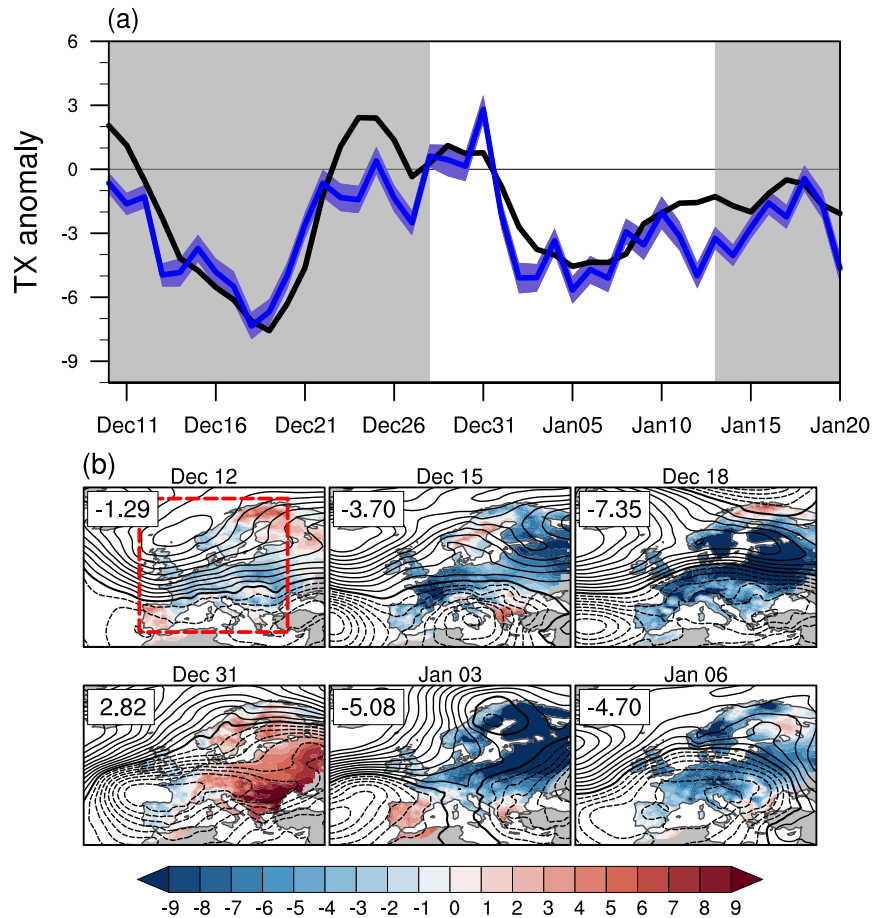 (a)
6
3
0
-3
-6
-9
TX anomaly
Dec11 Dec16 Dec21 Dec26 Dec31 Jan05 Jan10 Jan15 Jan20
(b)
Dec 12 Dec 15 Dec 18
-1.29 -3.70 -7.35
Dec 31 Jan 03 Jan 06
2.82 -5.08 -4.70
-9 -8 -7 -6 -5 -4 -3 -2 -1 0 1 2 3 4 5 6 7 8 9